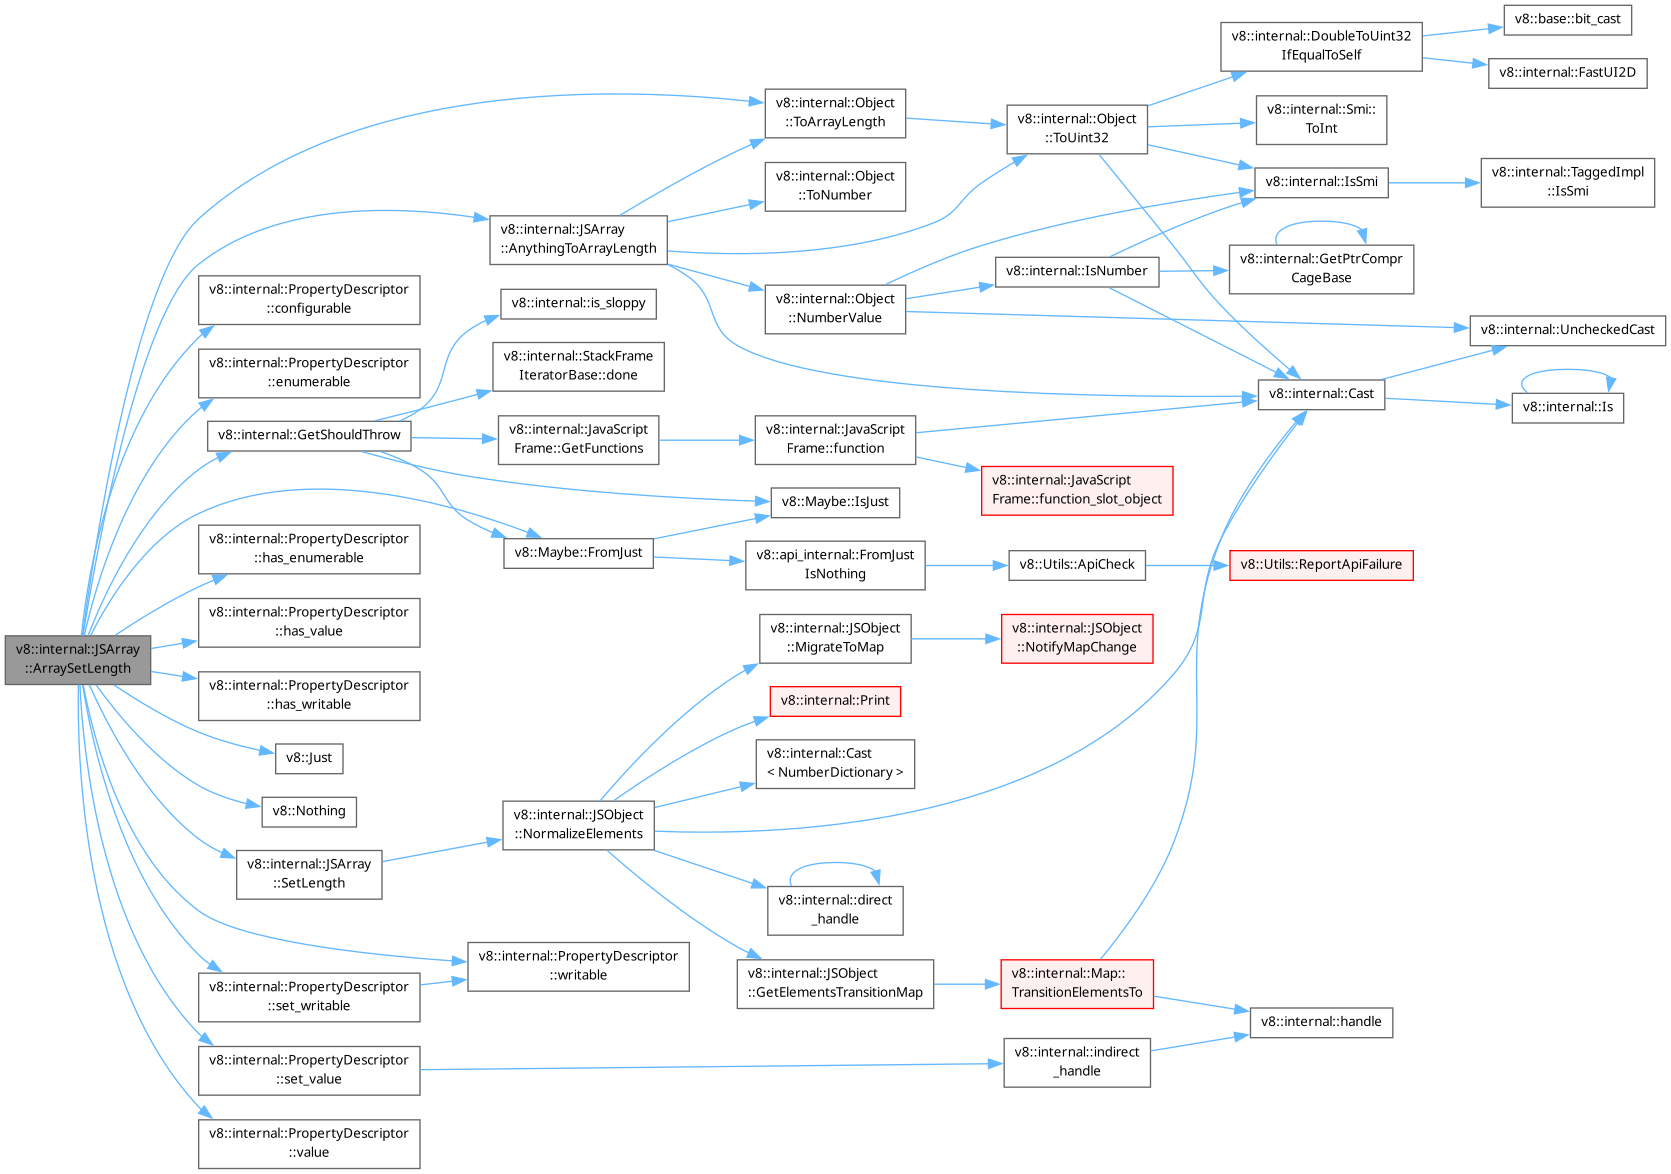 v8::internal::JSArray
::ArraySetLength
v8::internal::PropertyDescriptor
::configurable
v8::internal::PropertyDescriptor
::enumerable
v8::internal::GetShouldThrow
v8::internal::PropertyDescriptor
::has_enumerable
v8::internal::PropertyDescriptor
::has_value
v8::internal::PropertyDescriptor
::has_writable
v8::Just
v8::Nothing
v8::internal::JSArray
::SetLength
v8::internal::PropertyDescriptor
::set_writable
v8::internal::PropertyDescriptor
::set_value
v8::internal::PropertyDescriptor
::value
v8::internal::JSArray
::AnythingToArrayLength
v8::internal::is_sloppy
v8::internal::StackFrame
IteratorBase::done
v8::internal::JavaScript
Frame::GetFunctions
v8::Maybe::FromJust
v8::internal::JSObject
::NormalizeElements
v8::internal::PropertyDescriptor
::writable
v8::internal::Object
::ToArrayLength
v8::internal::Object
::ToNumber
v8::internal::Object
::NumberValue
v8::internal::JavaScript
Frame::function
v8::Maybe::IsJust
v8::api_internal::FromJust
IsNothing
v8::internal::JSObject
::MigrateToMap
v8::internal::Print
v8::internal::Cast
< NumberDictionary >
v8::internal::direct
_handle
v8::internal::JSObject
::GetElementsTransitionMap
v8::internal::Object
::ToUint32
v8::internal::IsNumber
v8::internal::JavaScript
Frame::function_slot_object
v8::Utils::ApiCheck
v8::internal::JSObject
::NotifyMapChange
v8::internal::Map::
TransitionElementsTo
v8::internal::indirect
_handle
v8::internal::DoubleToUint32
IfEqualToSelf
v8::internal::Smi::
ToInt
v8::internal::IsSmi
v8::internal::GetPtrCompr
CageBase
v8::internal::Cast
v8::Utils::ReportApiFailure
v8::internal::handle
v8::base::bit_cast
v8::internal::FastUI2D
v8::internal::TaggedImpl
::IsSmi
v8::internal::UncheckedCast
v8::internal::Is